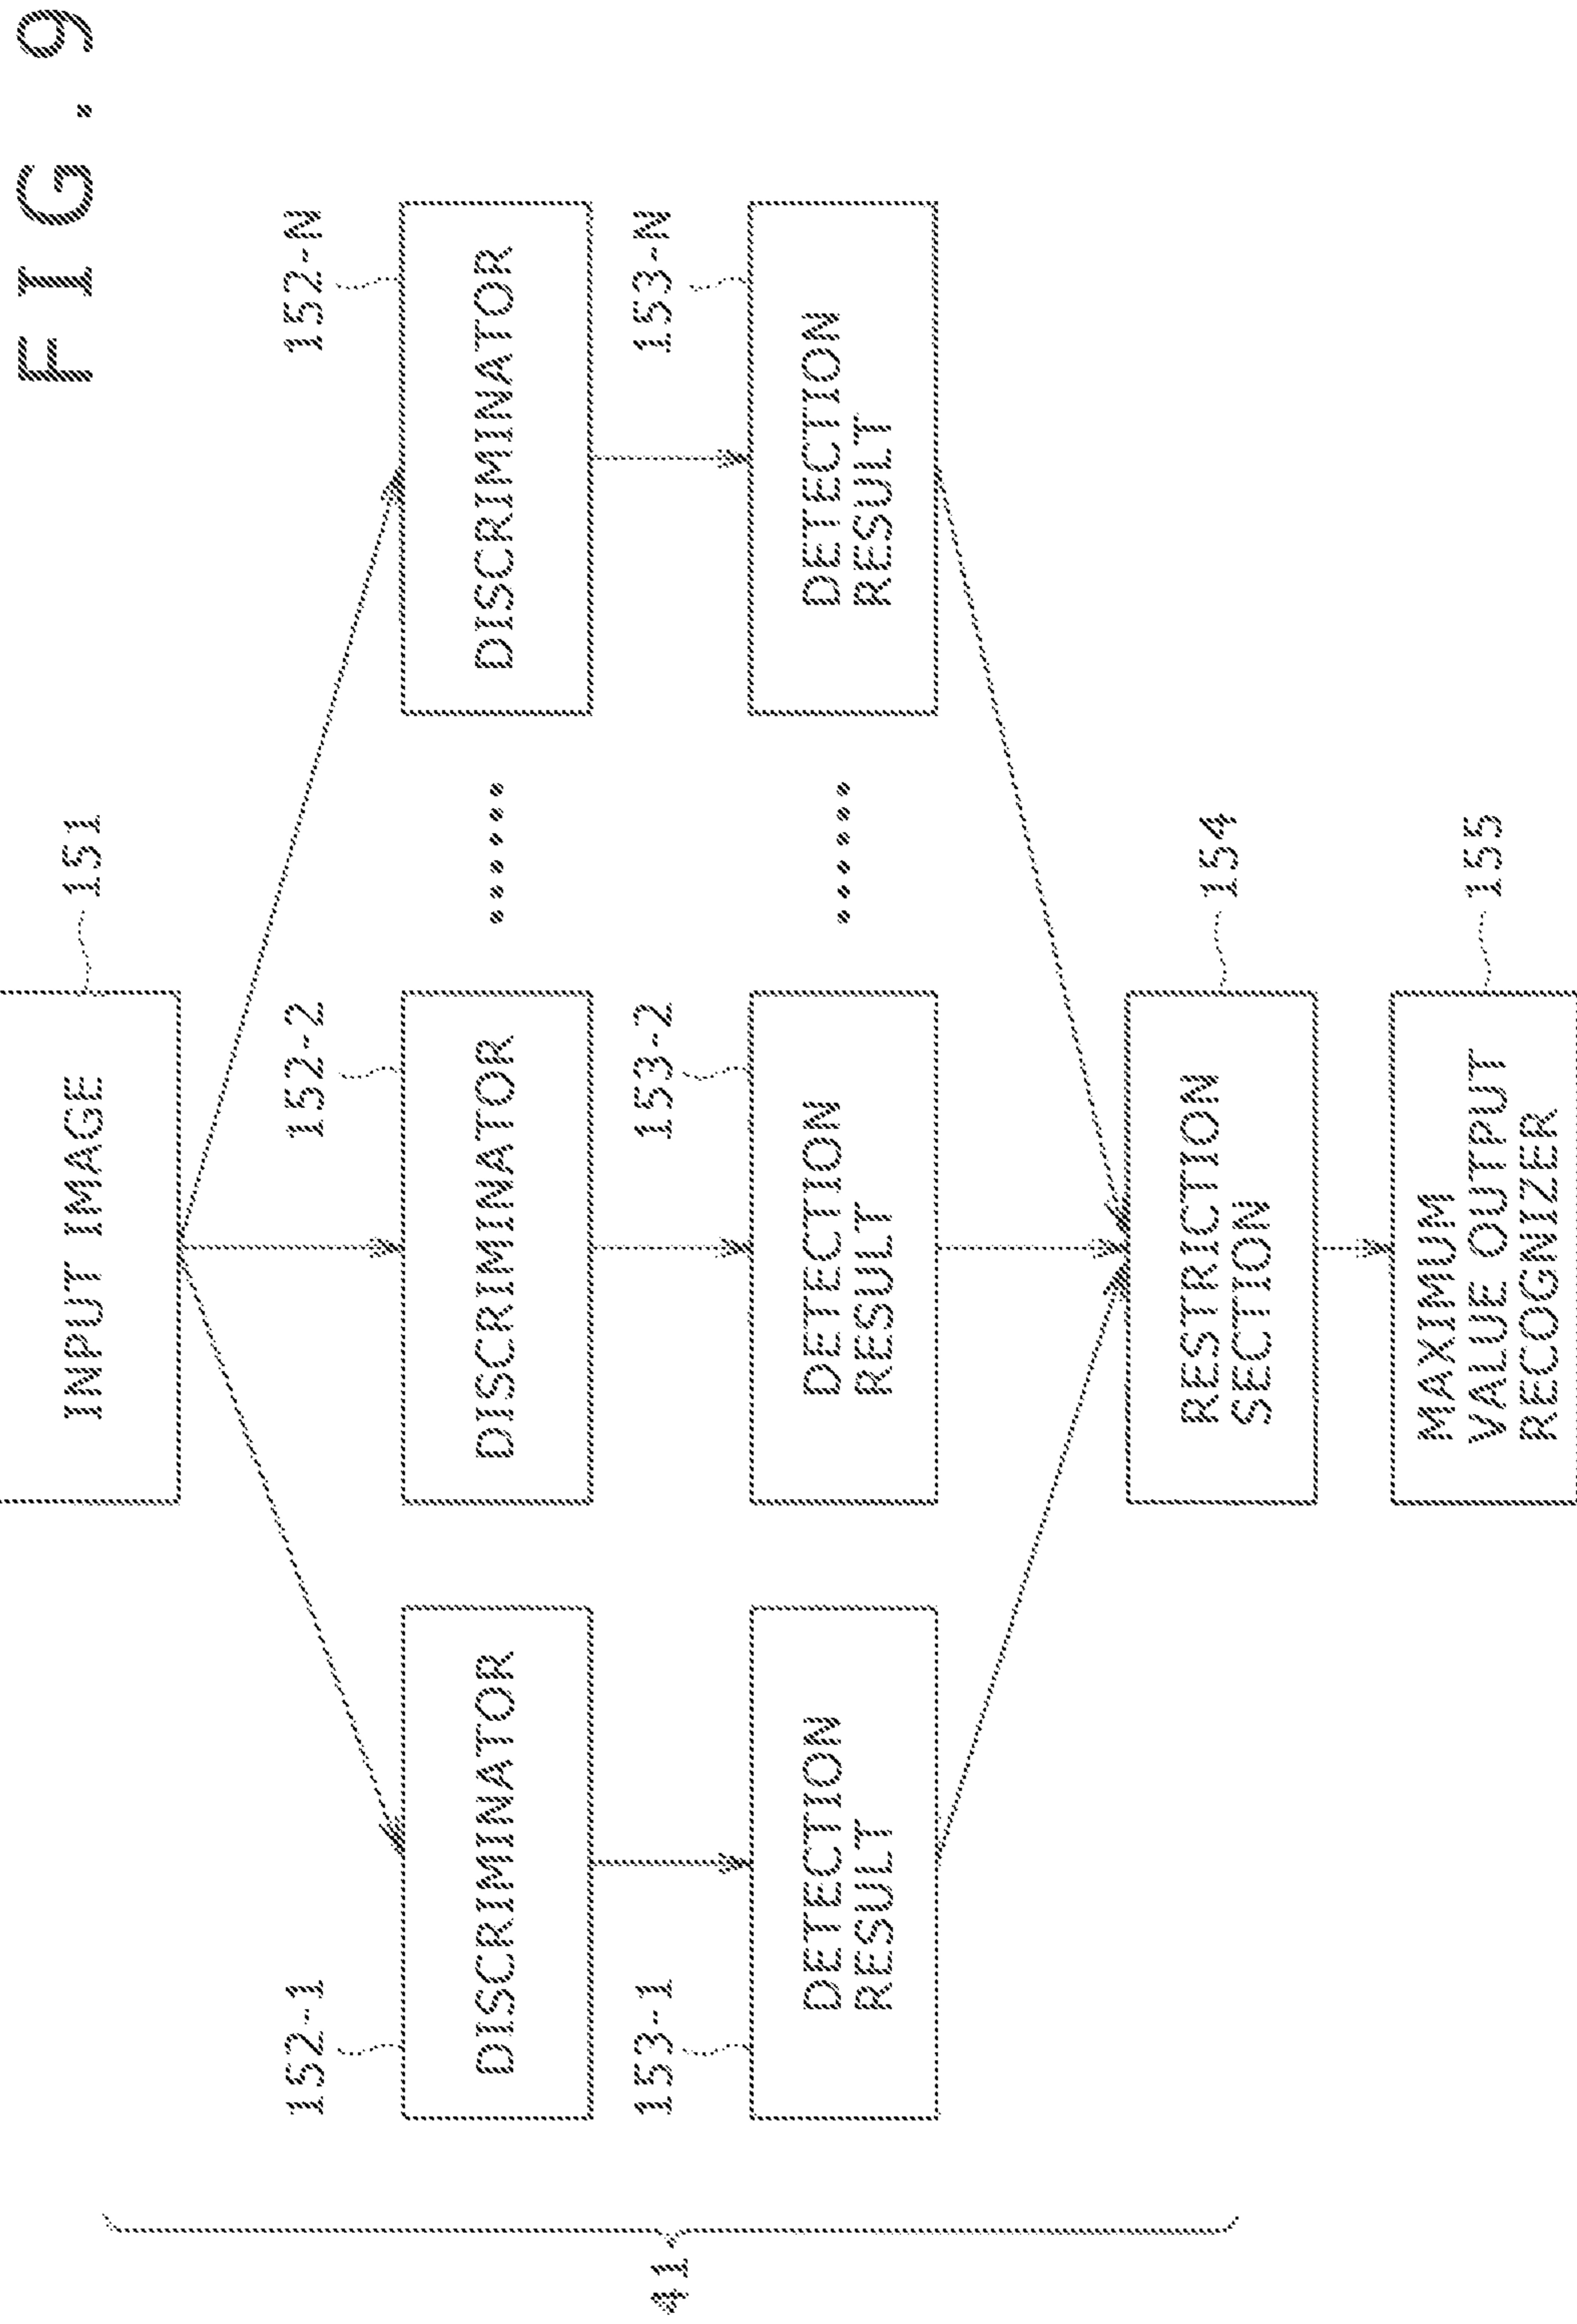 FIG. 9
INPUT IMAGE
151
152-1
152-2
152-N
DISCRIMINATOR
DISCRIMINATOR
......
DISCRIMINATOR
153-1
153-2
153-N
DETECTION
RESULT
DETECTION
RESULT
......
DETECTION
RESULT
41
RESTRICTION
SECTION
154
MAXIMUM
VALUE OUTPUT
RECOGNIZER
155